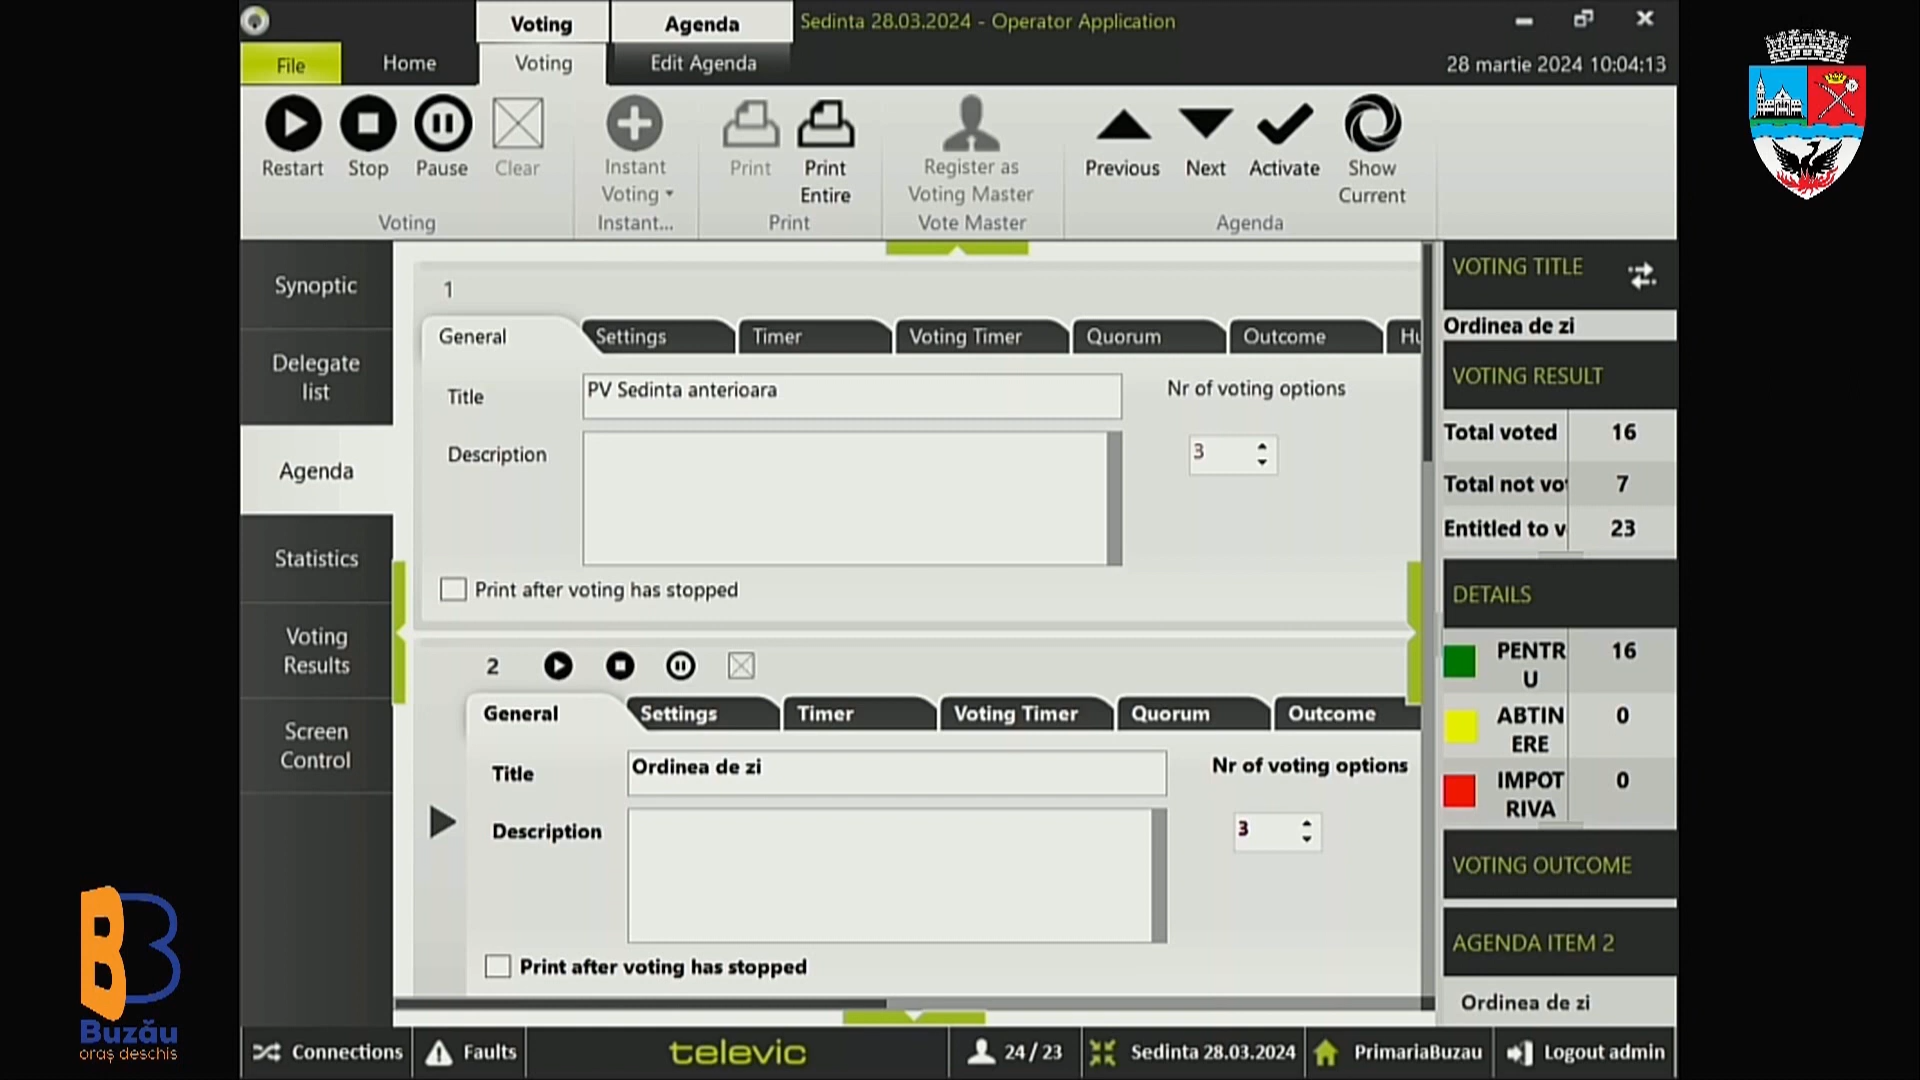 Voting
Agenda
Sedinta 28.03.2024 - Operator Application
File
Home
Voting
Edit Agenda
28 martie 2024 10:04:13
Restart
Stop
Pause
Clear
Voting
Instant
Voting
Instant...
Print
Print
Entire
Print
Register as
Voting Master
Vote Master
Previous
Next
Activate
Show
Current
Agenda
Synoptic
Delegate
list
Agenda
Statistics
Voting
Results
Screen
Control
1
General
Settings
Timer
Voting Timer
Quorum
Outcome
Hu
Title
PV Sedinta anterioara
Nr of voting options
Description
3
Print after voting has stopped
2
General
Settings
Timer
Voting Timer
Quorum
Outcome
Title
Ordinea de zi
Nr of voting options
Description
3
Print after voting has stopped
VOTING TITLE
Ordinea de zi
VOTING RESULT
Total voted 16
Total not vo 7
Entitled to v 23
DETAILS
PENTR
U
16
ABTIN
ERE
0
IMPOT
RIVA
0
VOTING OUTCOME
AGENDA ITEM 2
Ordinea de zi
Buzău
oraș deschis
Connections
Faults
televic
24 / 23
Sedinta 28.03.2024
PrimariaBuzau
Logout admin